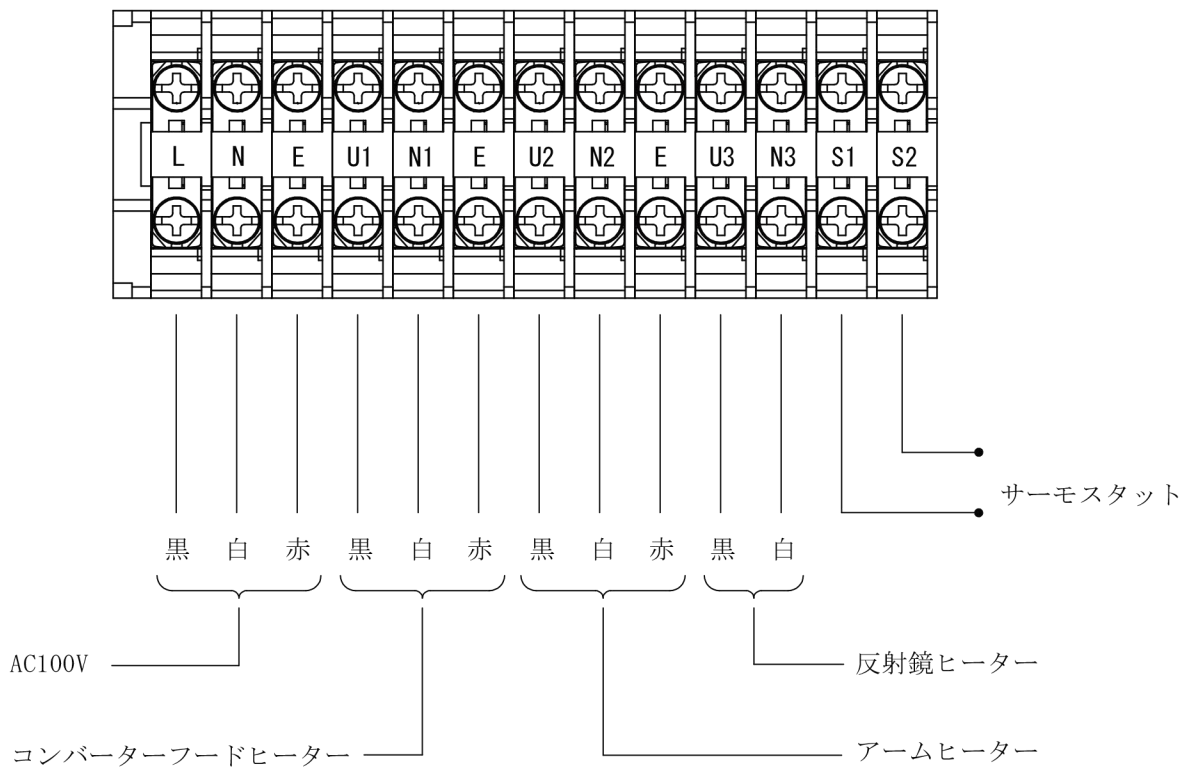 L N E U1 N1 E U2 N2 E U3 N3 S1 S2
サーモスタット
黒 白 赤 黒 白 赤 黒 白 赤 黒 白
AC100V
反射鏡ヒーター
コンバーターフードヒーター
アームヒーター